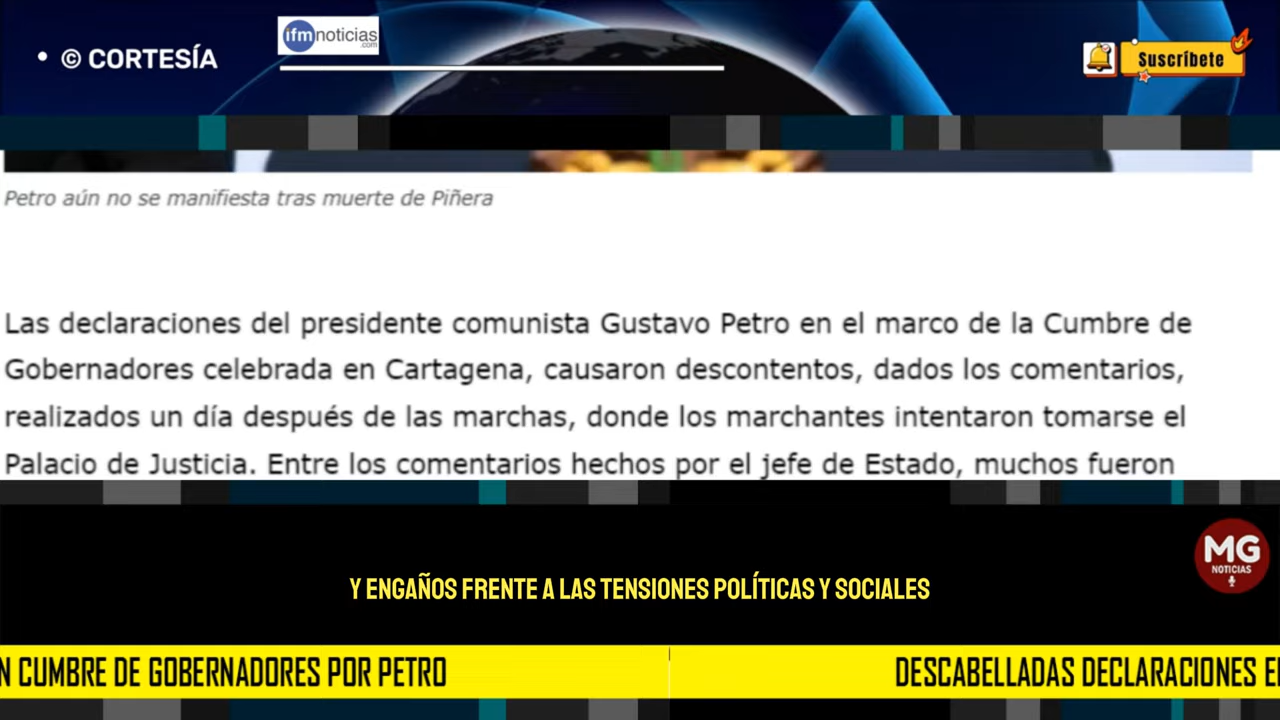 • © CORTESÍA
ifmnoticias
.com
Suscríbete
Petro aún no se manifiesta tras muerte de Piñera
Las declaraciones del presidente comunista Gustavo Petro en el marco de la Cumbre de
Gobernadores celebrada en Cartagena, causaron descontentos, dados los comentarios,
realizados un día después de las marchas, donde los marchantes intentaron tomarse el
Palacio de Justicia. Entre los comentarios hechos por el jefe de Estado, muchos fueron
MG
NOTICIAS
Y ENGAÑOS FRENTE A LAS TENSIONES POLÍTICAS Y SOCIALES
N CUMBRE DE GOBERNADORES POR PETRO
DESCABELLADAS DECLARACIONES E